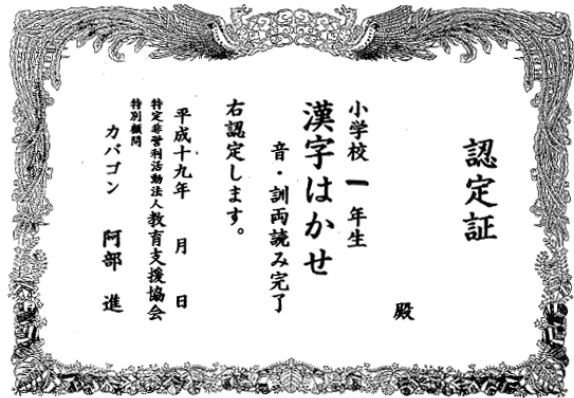 認定証
殿
小学校 一 年生
漢字はかせ
音・訓両読み完了
右認定します。
平成十九年 月 日
特定非営利活動法人教育支援協会
特別顧問
カバゴン 阿部 進